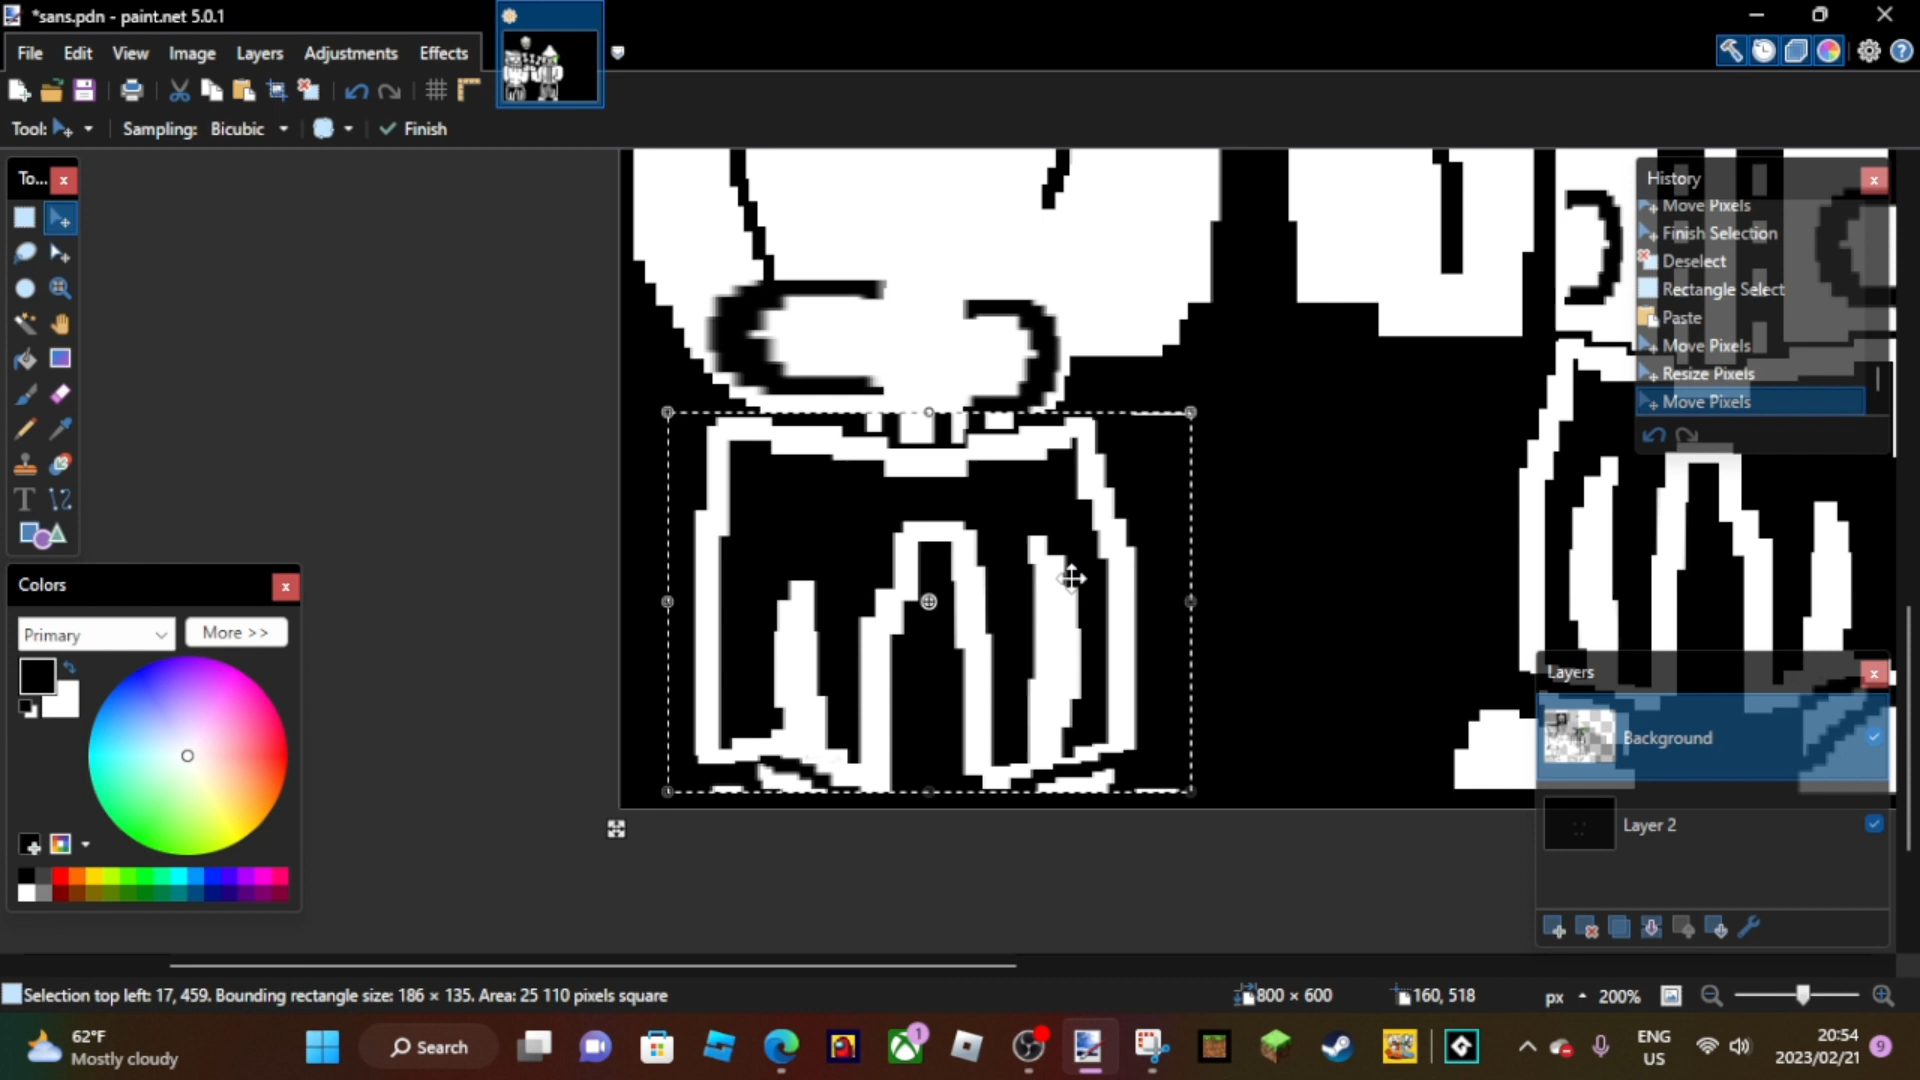 *sans.pdn - paint.net 5.0.1
File Edit View Image Layers Adjustments Effects
Tool: Sampling: Bicubic Finish
To...
History
Move Pixels
Finish Selection
Deselect
Rectangle Select
Paste
Move Pixels
Resize Pixels
Move Pixels
Colors
Primary
More >>
Layers
Background
Layer 2
Selection top left: 17, 459. Bounding rectangle size: 186 × 135. Area: 25 110 pixels square
800 × 600
160, 518
px
200%
62°F
Mostly cloudy
Search
1
ENG
US
20:54
2023/02/21
9